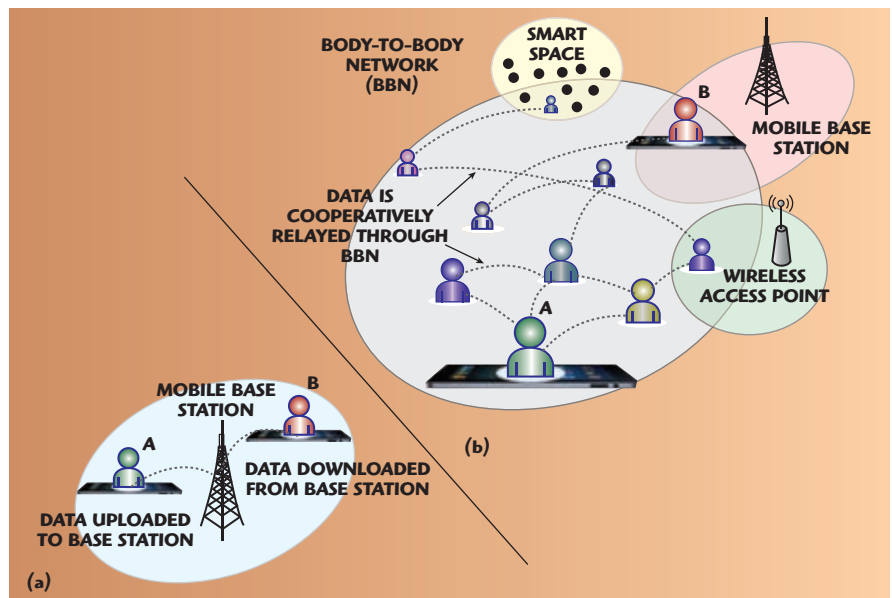 BODY-TO-BODY
NETWORK
(BBN)
SMART
SPACE
B
MOBILE BASE
STATION
DATA IS
COOPERATIVELY
RELAYED THROUGH
BBN
WIRELESS
ACCESS POINT
A
(b)
MOBILE BASE
STATION
B
A
DATA DOWNLOADED
FROM BASE STATION
DATA UPLOADED
TO BASE STATION
(a)